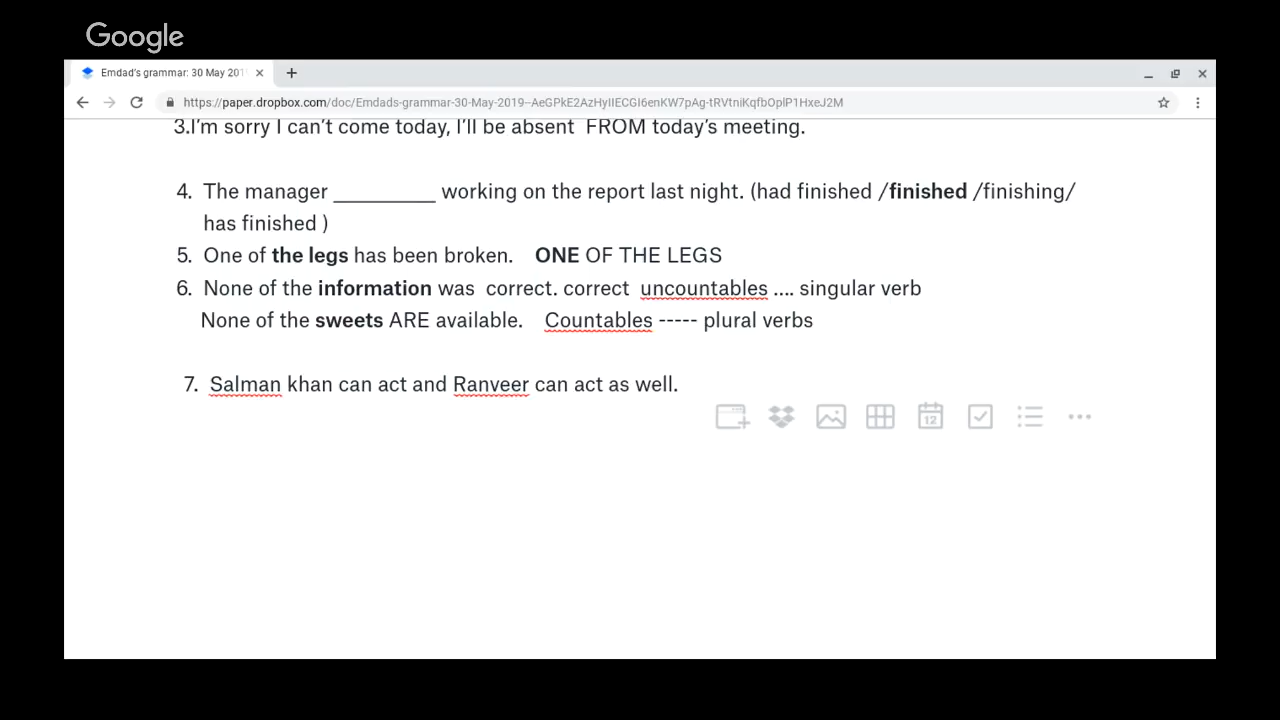 Google
Emdad's grammar: 30 May 201
https://paper.dropbox.com/doc/Emdads-grammar-30-May-2019--AeGPkE2AzHyIIECGI6enKW7pAg-tRVtniKqfbOplP1HxeJ2M
3.I'm sorry I can't come today, I'll be absent FROM today's meeting.
4. The manager __________ working on the report last night. (had finished /finished /finishing/
has finished )
5. One of the legs has been broken. ONE OF THE LEGS
6. None of the information was correct. correct uncountables .... singular verb
None of the sweets ARE available. Countables ----- plural verbs
7. Salman khan can act and Ranveer can act as well.
12